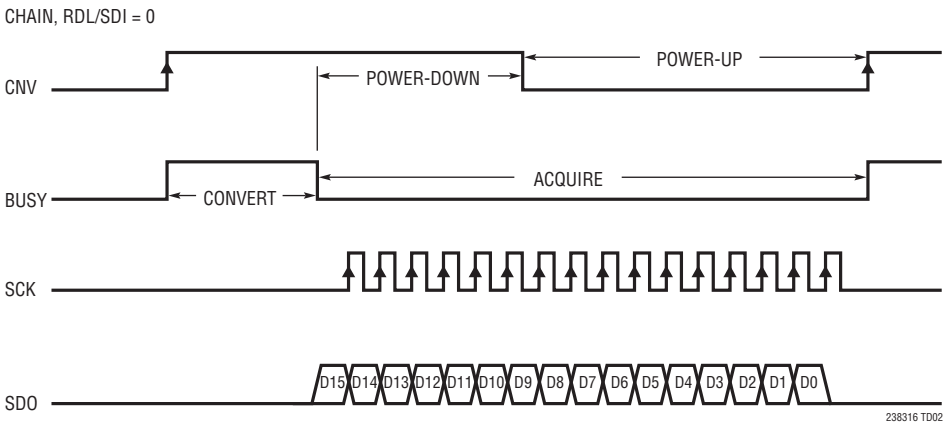 CHAIN, RDL/SDI = 0
CNV
POWER-DOWN
POWER-UP
BUSY
CONVERT
ACQUIRE
SCK
SDO
D15 D14 D13 D12 D11 D10 D9 D8 D7 D6 D5 D4 D3 D2 D1 D0
238316 TD02